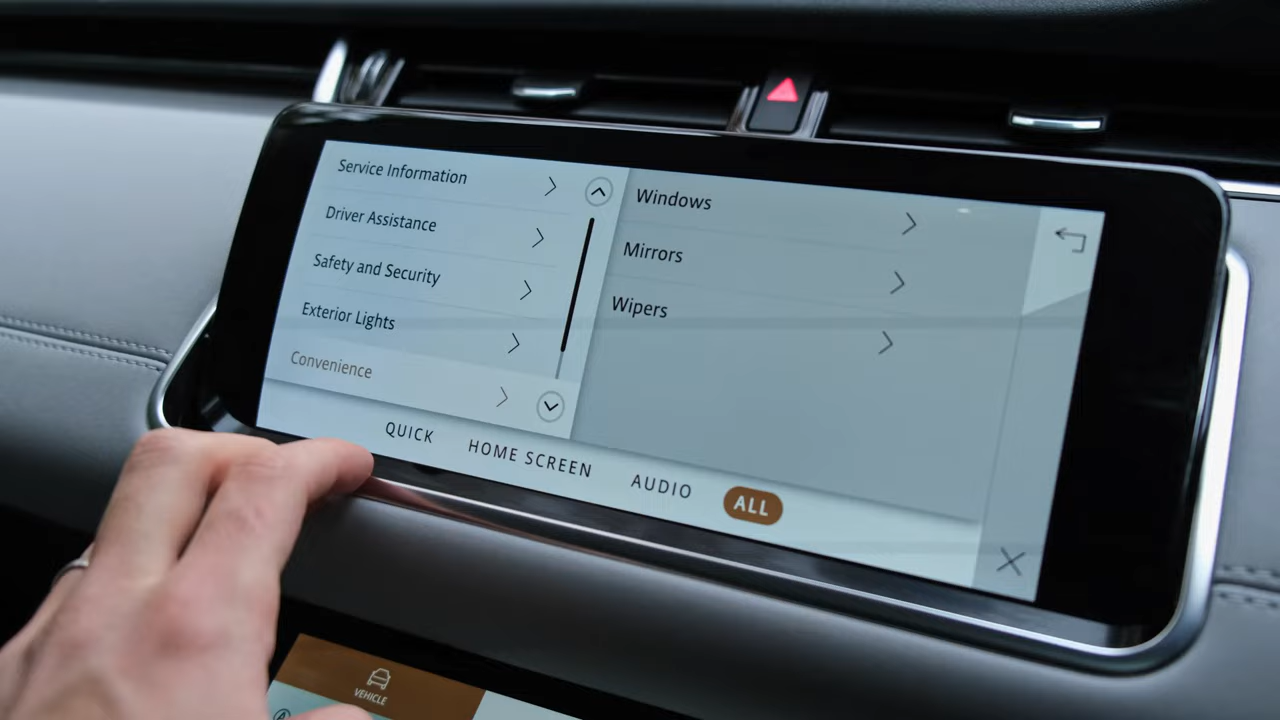 Service Information
Driver Assistance
Safety and Security
Exterior Lights
Convenience
Windows
Mirrors
Wipers
QUICK
HOME SCREEN
AUDIO
ALL
VEHICLE